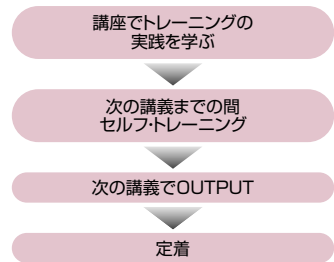 講座でトレーニングの
実践を学ぶ
次の講義までの間
セルフ・トレーニング
次の講義でOUTPUT
定着